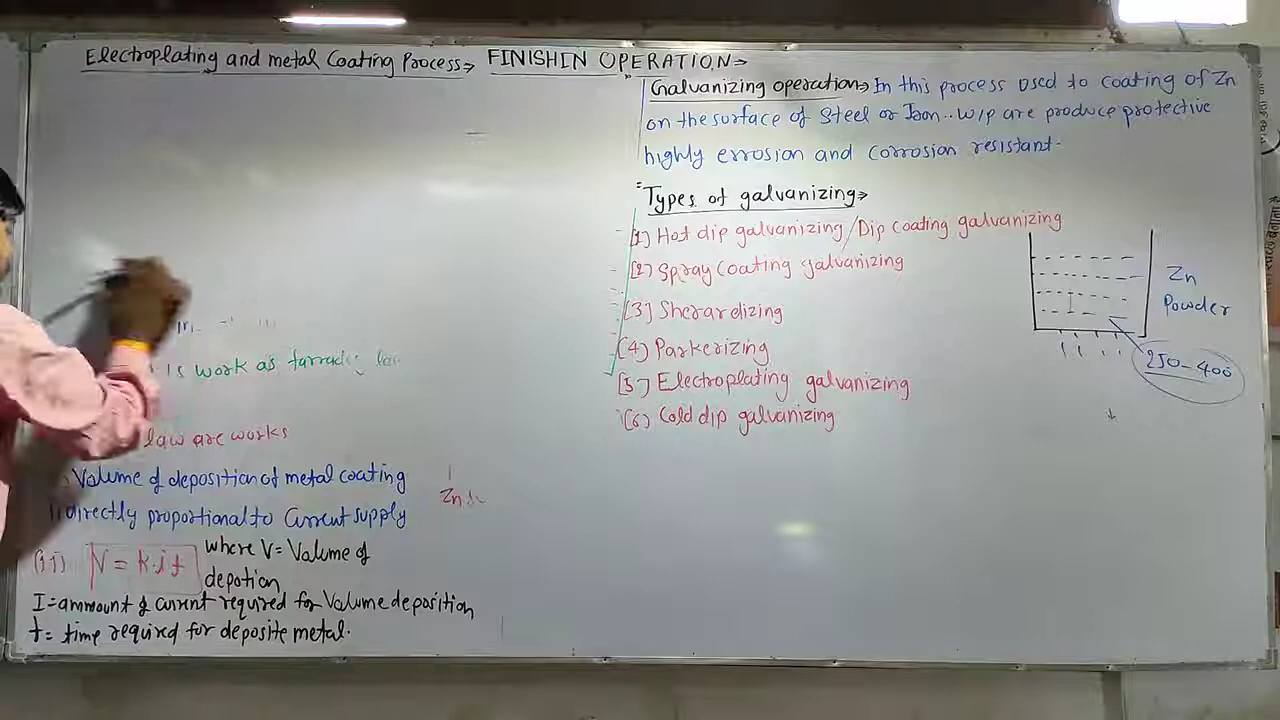 Electroplating and metal Coating Process→ FINISHIN OPERATION→
is work as farrad
law are works
Volume of deposition of metal coating
directly proportional to Current supply
Zn
(ii) V = k.i.t where V = Volume of
depotion
I = ammount of current required for Volume deposition
t = time required for deposite metal.
Galvanizing operation→ In this process used to coating of Zn
on the surface of Steel or Iron.. w/p are produce protective
highly errosion and corrosion resistant.
Types of galvanizing→
(1) Hot dip galvanizing/Dip coating galvanizing
(2) Spray Coating galvanizing
(3) Sherardizing
(4) Parkerizing
(5) Electroplating galvanizing
(6) Cold dip galvanizing
Zn
Powder
250-400